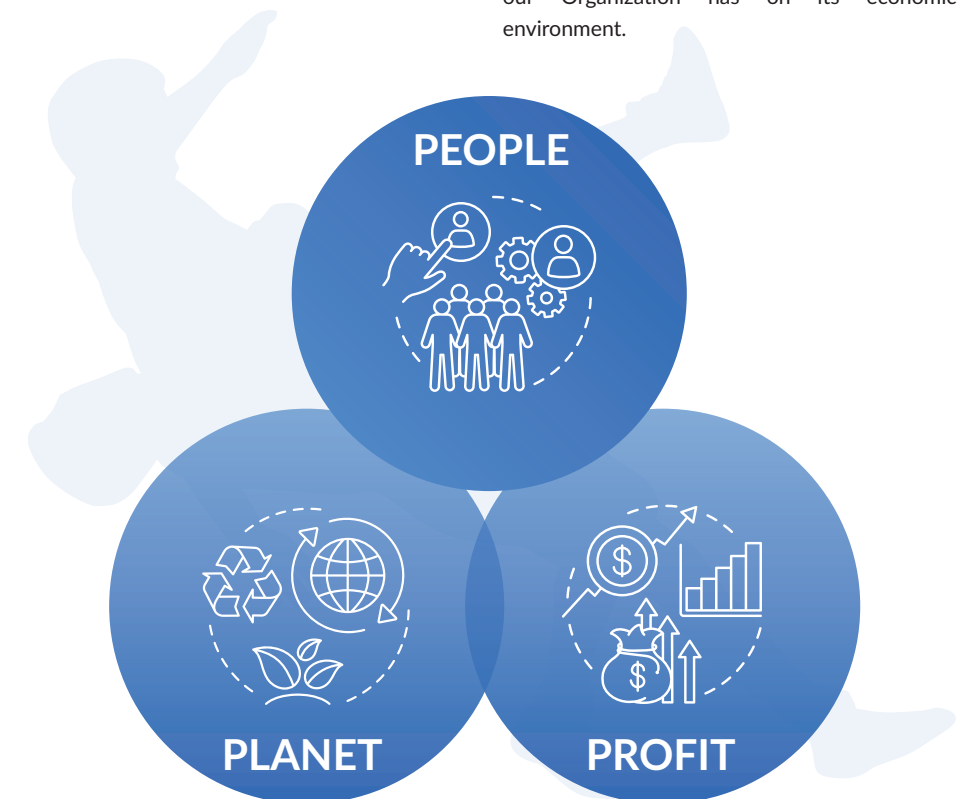 our Organization has on its economic
environment.
PEOPLE
$
$
PLANET
PROFIT